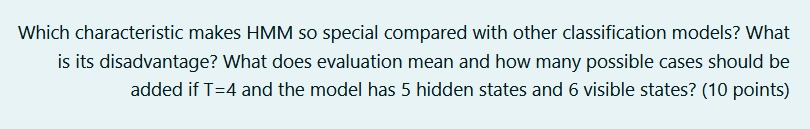 Which characteristic makes HMM so special compared with other classification models? What
is its disadvantage? What does evaluation mean and how many possible cases should be
added if T=4 and the model has 5 hidden states and 6 visible states? (10 points)